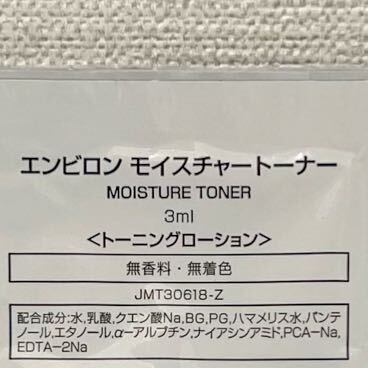 エンビロン モイスチャートーナー
MOISTURE TONER
3ml
<トーニングローション>
無香料・無着色
JMT30618-Z
配合成分:水,乳酸,クエン酸Na,BG,PG,ハマメリス水,パンテ
ノール,エタノール,α-アルブチン,ナイアシンアミド,PCA-Na,
EDTA-2Na